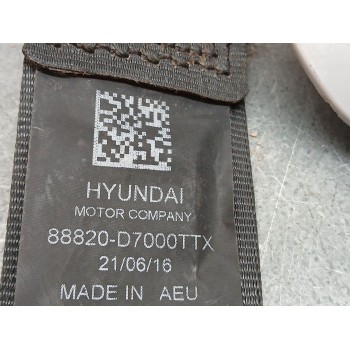 HYUNDAI
MOTOR COMPANY
88820-D7000TTX
21/06/16
MADE IN AEU